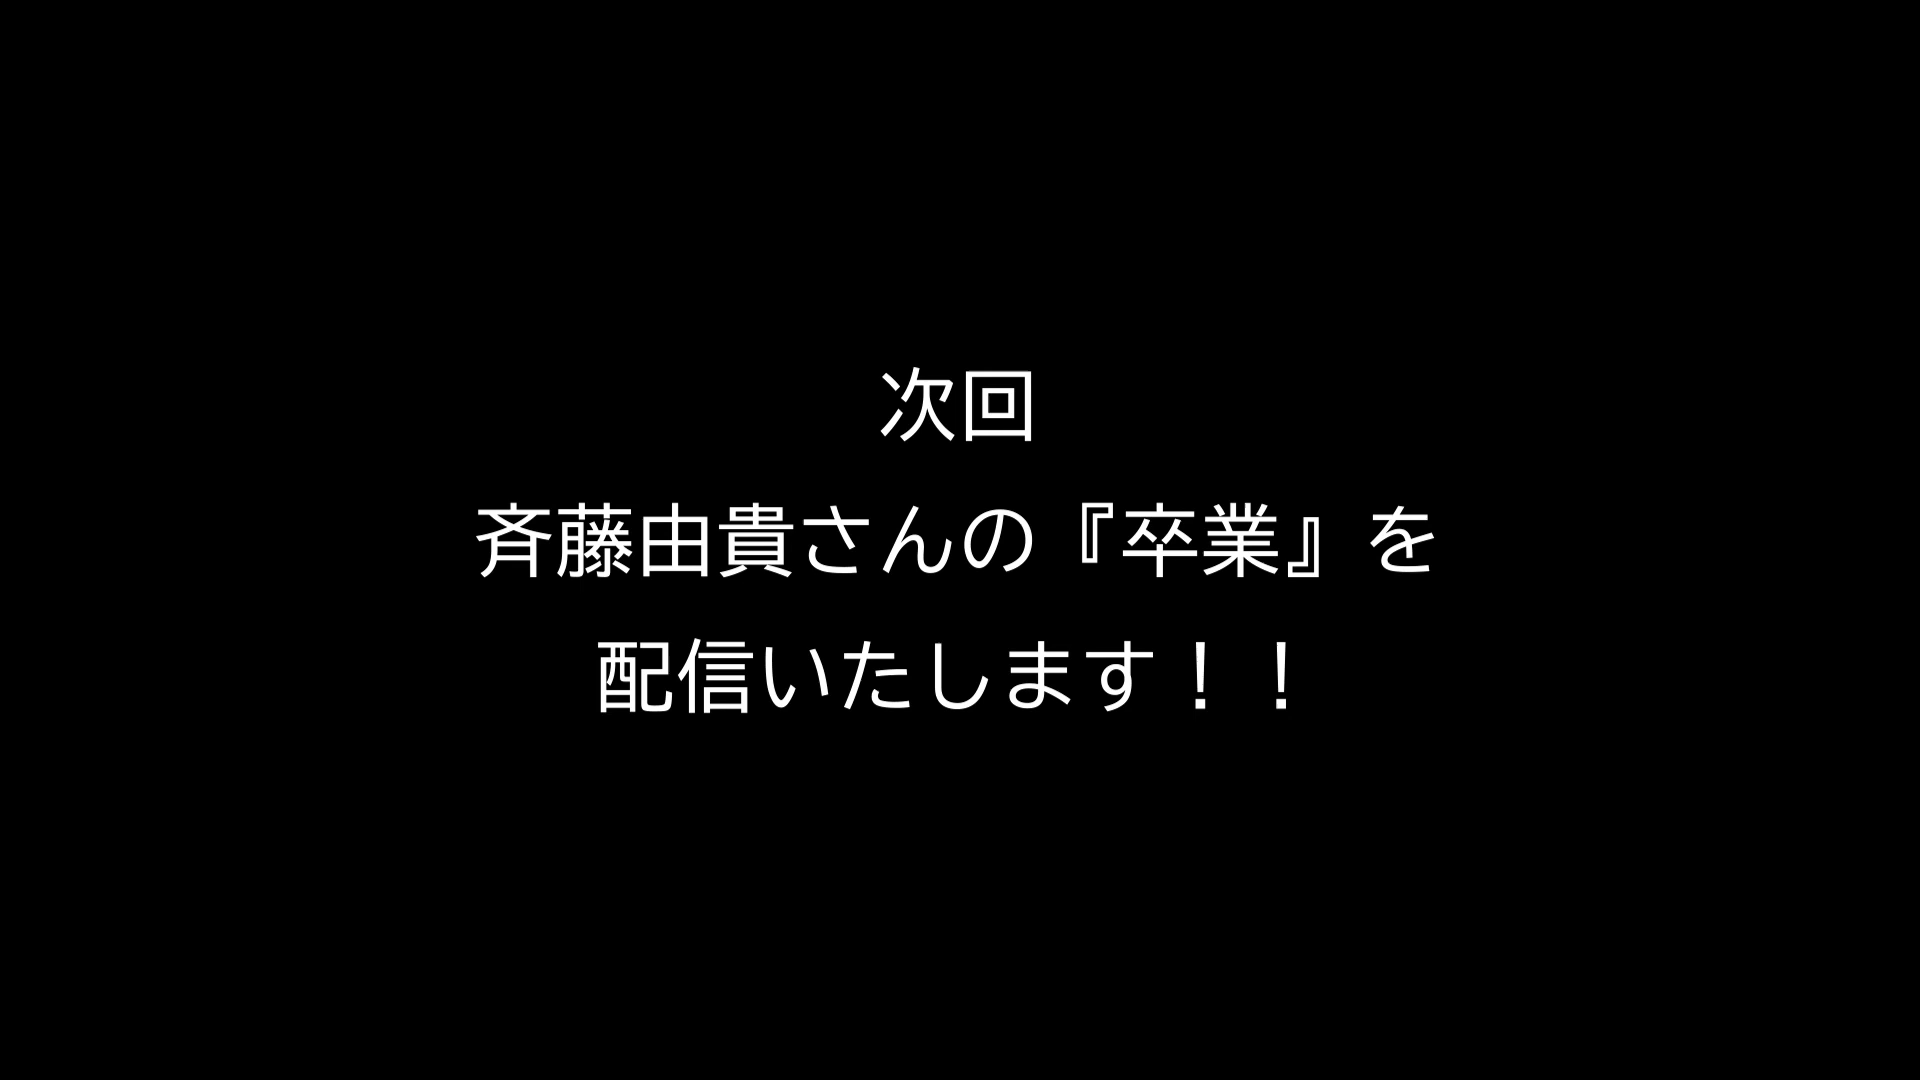 次回
斉藤由貴さんの『卒業』を
配信いたします！！